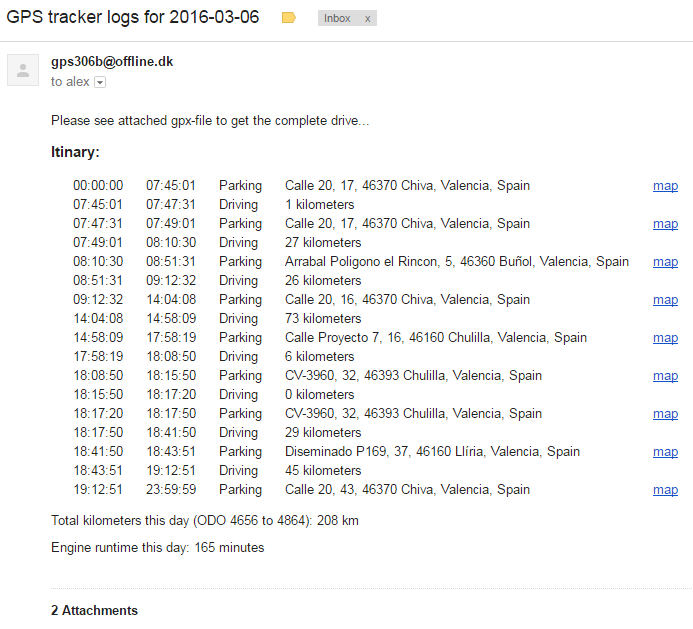 GPS tracker logs for 2016-03-06 Inbox x
gps306b@offline.dk
to alex
Please see attached gpx-file to get the complete drive...
Itinary:
00:00:00 07:45:01 Parking Calle 20, 17, 46370 Chiva, Valencia, Spain map
07:45:01 07:47:31 Driving 1 kilometers
07:47:31 07:49:01 Parking Calle 20, 17, 46370 Chiva, Valencia, Spain map
07:49:01 08:10:30 Driving 27 kilometers
08:10:30 08:51:31 Parking Arrabal Poligono el Rincon, 5, 46360 Buñol, Valencia, Spain map
08:51:31 09:12:32 Driving 26 kilometers
09:12:32 14:04:08 Parking Calle 20, 16, 46370 Chiva, Valencia, Spain map
14:04:08 14:58:09 Driving 73 kilometers
14:58:09 17:58:19 Parking Calle Proyecto 7, 16, 46160 Chulilla, Valencia, Spain map
17:58:19 18:08:50 Driving 6 kilometers
18:08:50 18:15:50 Parking CV-3960, 32, 46393 Chulilla, Valencia, Spain map
18:15:50 18:17:20 Driving 0 kilometers
18:17:20 18:17:50 Parking CV-3960, 32, 46393 Chulilla, Valencia, Spain map
18:17:50 18:41:50 Driving 29 kilometers
18:41:50 18:43:51 Parking Diseminado P169, 37, 46160 Llíria, Valencia, Spain map
18:43:51 19:12:51 Driving 45 kilometers
19:12:51 23:59:59 Parking Calle 20, 43, 46370 Chiva, Valencia, Spain map
Total kilometers this day (ODO 4656 to 4864): 208 km
Engine runtime this day: 165 minutes
2 Attachments